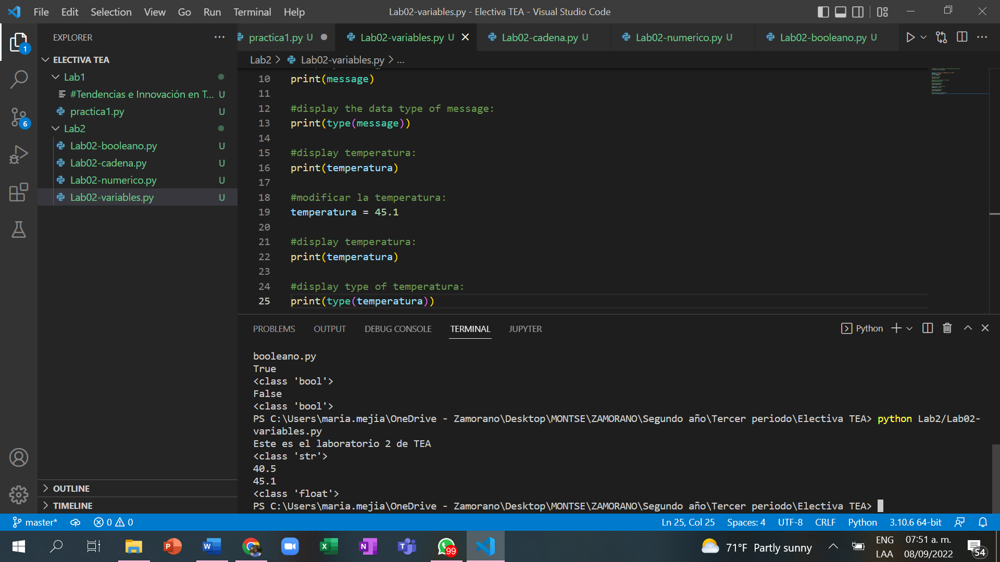 File Edit Selection View Go Run Terminal Help
Lab02-variables.py - Electiva TEA - Visual Studio Code
EXPLORER
practica1.py U
Lab02-variables.py U
Lab02-cadena.py U
Lab02-numerico.py U
Lab02-booleano.py U
1
ELECTIVA TEA
Lab1
#Tendencias e Innovación en T... U
practica1.py U
Lab2
Lab02-booleano.py U
Lab02-cadena.py U
Lab02-numerico.py U
Lab02-variables.py U
6
OUTLINE
TIMELINE
Lab2 > Lab02-variables.py > ...
10 print(message)
11
12 #display the data type of message:
13 print(type(message))
14
15 #display temperatura:
16 print(temperatura)
17
18 #modificar la temperatura:
19 temperatura = 45.1
20
21 #display temperatura:
22 print(temperatura)
23
24 #display type of temperatura:
25 print(type(temperatura))
PROBLEMS OUTPUT DEBUG CONSOLE TERMINAL JUPYTER
Python
booleano.py
True
<class 'bool'>
False
<class 'bool'>
PS C:\Users\maria.mejia\OneDrive - Zamorano\Desktop\MONTSE\ZAMORANO\Segundo año\Tercer periodo\Electiva TEA> python Lab2/Lab02-
variables.py
Este es el laboratorio 2 de TEA
<class 'str'>
40.5
45.1
<class 'float'>
PS C:\Users\maria.mejia\OneDrive - Zamorano\Desktop\MONTSE\ZAMORANO\Segundo año\Tercer periodo\Electiva TEA>
master* 0 0
Ln 25, Col 25 Spaces: 4 UTF-8 CRLF Python 3.10.6 64-bit
99
71°F Partly sunny
ENG
LAA
07:51 a. m.
08/09/2022
54